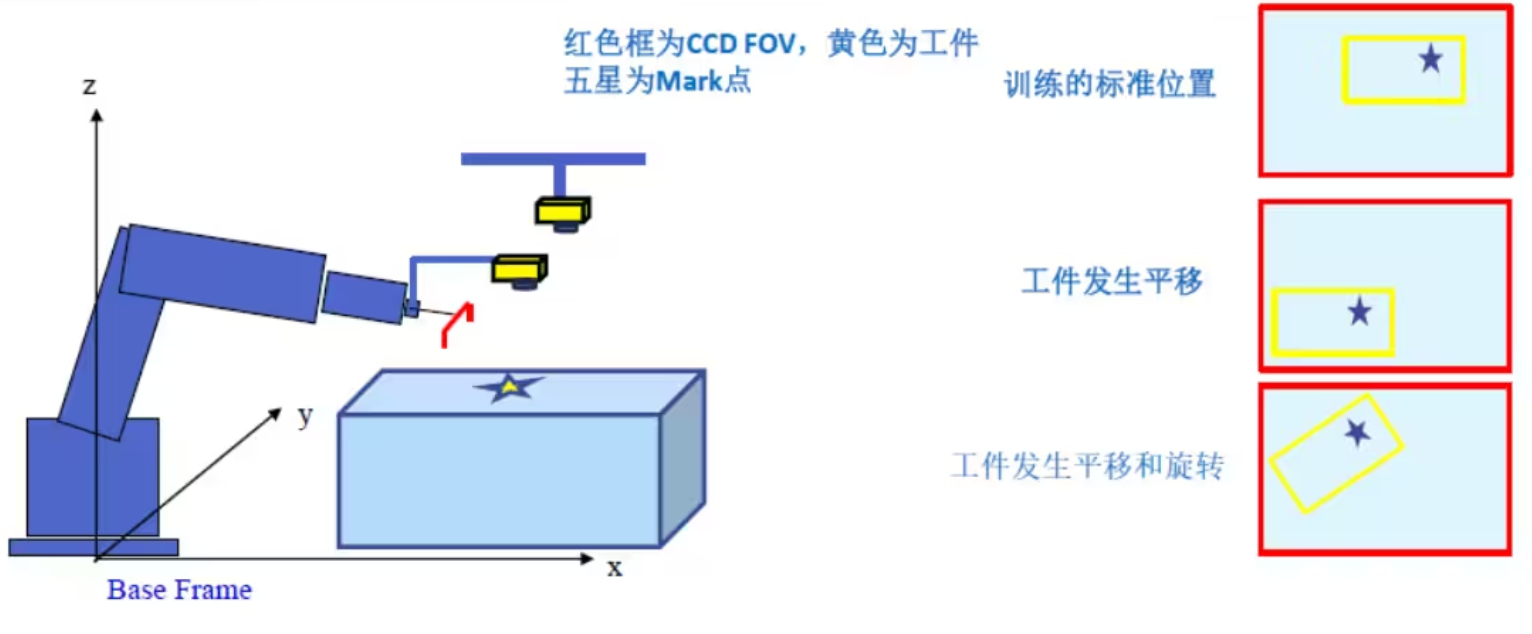 红色框为CCD FOV，黄色为工件
五星为Mark点
训练的标准位置
z
工件发生平移
y
工件发生平移和旋转
x
Base Frame